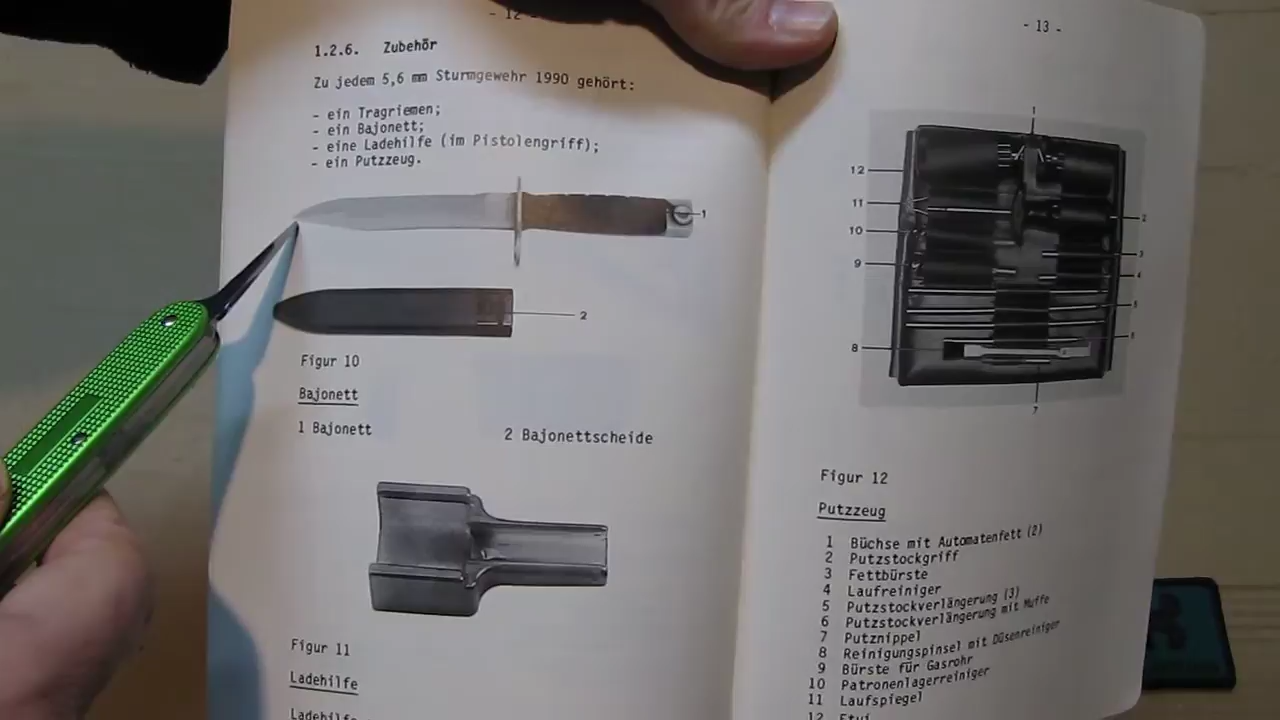 - 12 -
1.2.6. Zubehör
Zu jedem 5,6 mm Sturmgewehr 1990 gehört:
- ein Tragriemen;
- ein Bajonett;
- eine Ladehilfe (im Pistolengriff);
- ein Putzzeug.
1
2
Figur 10
Bajonett
1 Bajonett
2 Bajonettscheide
Figur 11
Ladehilfe
- 13 -
1
12
11
2
10
3
9
4
5
6
8
7
Figur 12
Putzzeug
1 Büchse mit Automatenfett (2)
2 Putzstockgriff
3 Fettbürste
4 Laufreiniger
5 Putzstockverlängerung (3)
6 Putzstockverlängerung mit Muffe
7 Putznippel
8 Reinigungspinsel mit Düsenreiniger
9 Bürste für Gasrohr
10 Patronenlagerreiniger
11 Laufspiegel
12 Etui